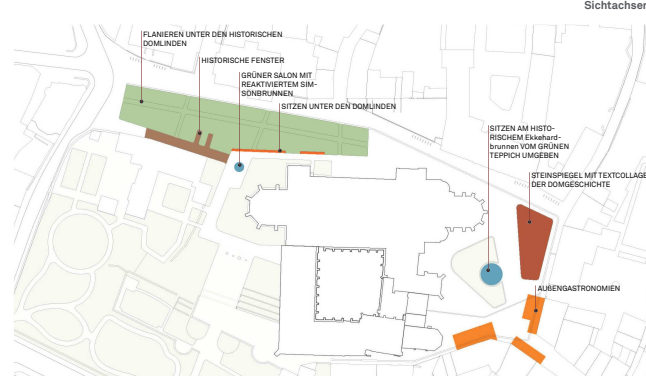 Sichtachsen
FLANIEREN UNTER DEN HISTORISCHEN
DOMLINDEN
HISTORISCHE FENSTER
GRÜNER SALON MIT
REAKTIVIERTEM SIM-
SONBRUNNEN
SITZEN UNTER DEN DOMLINDEN
SITZEN AM HISTO-
RISCHEM Ekkehard-
brunnen VOM GRÜNEN
TEPPICH UMGEBEN
STEINSPIEGEL MIT TEXTCOLLAGE
DER DOMGESCHICHTE
AUßENGASTRONOMIEN